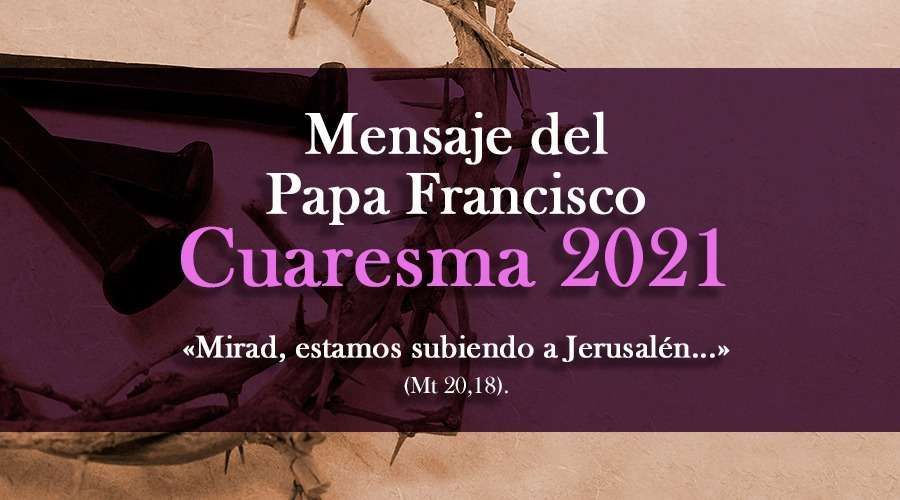 Mensaje del
Papa Francisco
Cuaresma 2021
«Mirad, estamos subiendo a Jerusalén...»
(Mt 20,18).